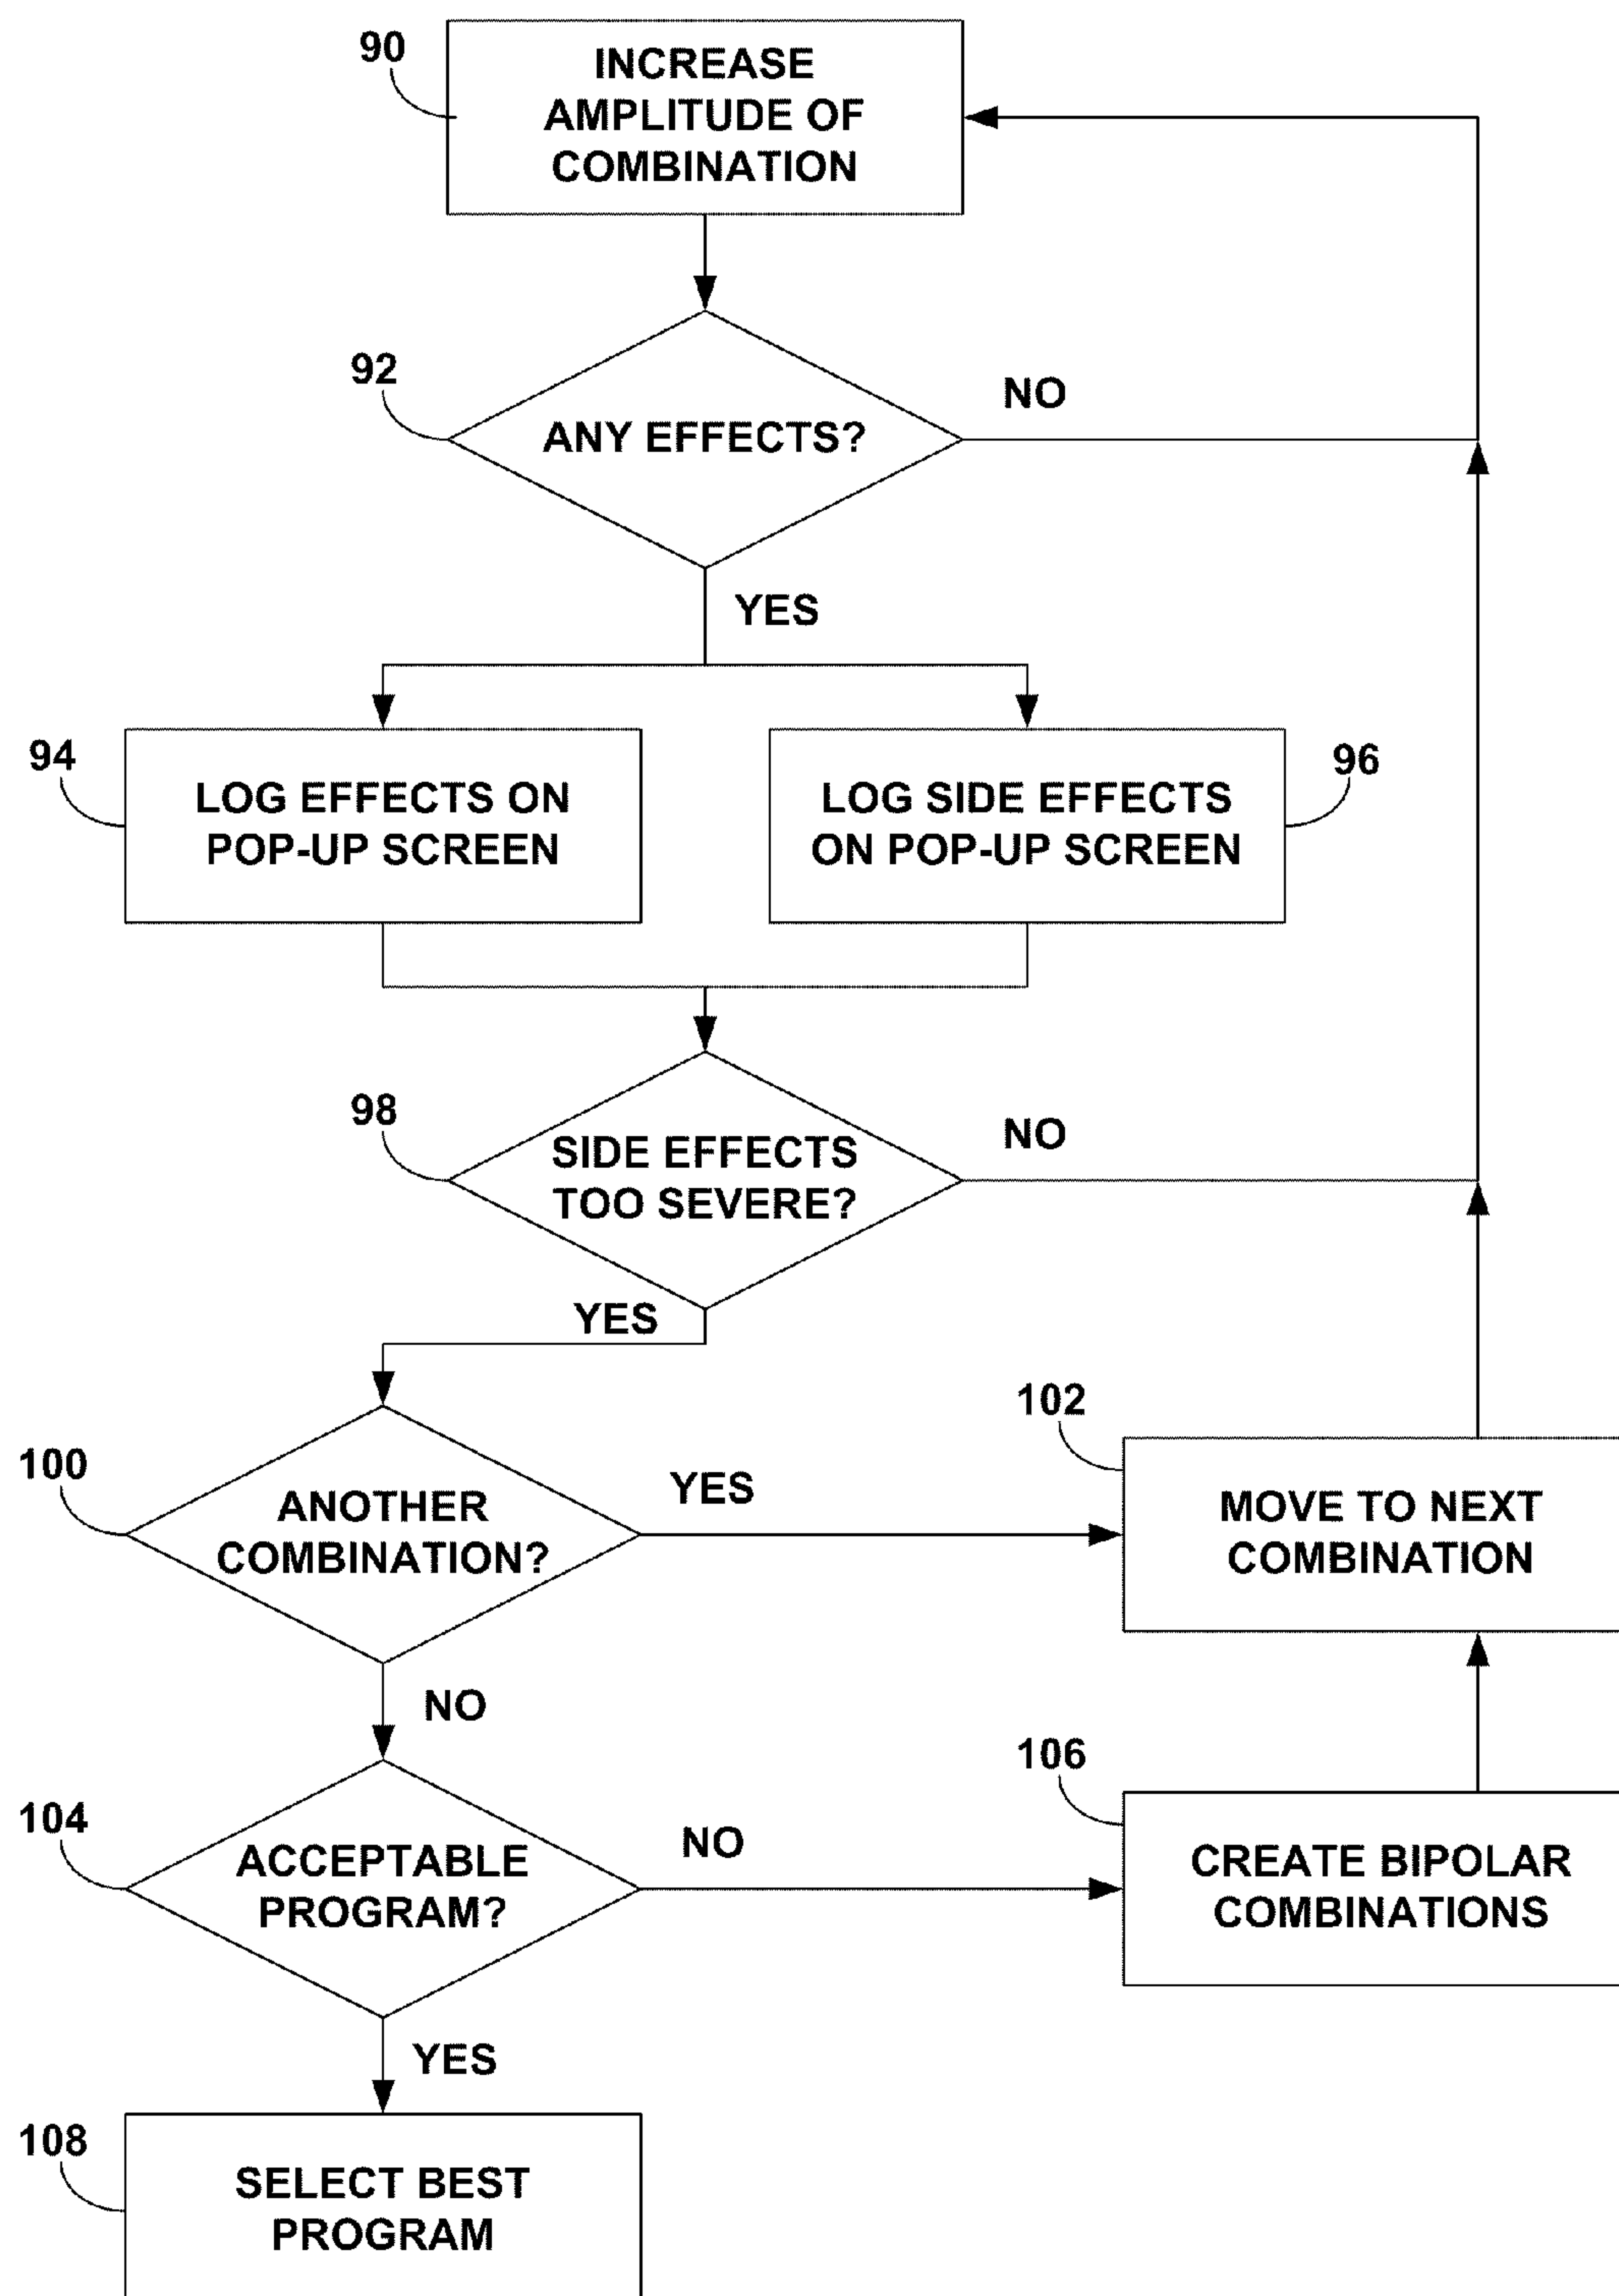 90
INCREASE
AMPLITUDE OF
COMBINATION
92
ANY EFFECTS?
NO
YES
94
LOG EFFECTS ON
POP-UP SCREEN
LOG SIDE EFFECTS
ON POP-UP SCREEN
96
98
SIDE EFFECTS
TOO SEVERE?
NO
YES
100
ANOTHER
COMBINATION?
YES
102
MOVE TO NEXT
COMBINATION
NO
104
ACCEPTABLE
PROGRAM?
NO
106
CREATE BIPOLAR
COMBINATIONS
YES
108
SELECT BEST
PROGRAM